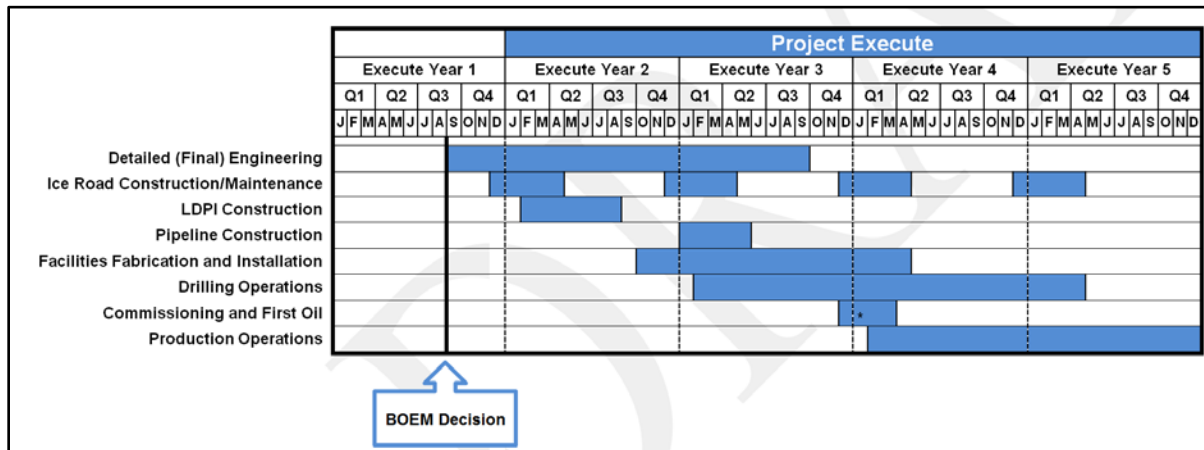 Project Execute
Execute Year 1 Execute Year 2 Execute Year 3 Execute Year 4 Execute Year 5
Q1 Q2 Q3 Q4 Q1 Q2 Q3 Q4 Q1 Q2 Q3 Q4 Q1 Q2 Q3 Q4 Q1 Q2 Q3 Q4
J F M A M J J A S O N D J F M A M J J A S O N D J F M A M J J A S O N D J F M A M J J A S O N D J F M A M J J A S O N D
Detailed (Final) Engineering
Ice Road Construction/Maintenance
LDPI Construction
Pipeline Construction
Facilities Fabrication and Installation
Drilling Operations
Commissioning and First Oil *
Production Operations
BOEM Decision